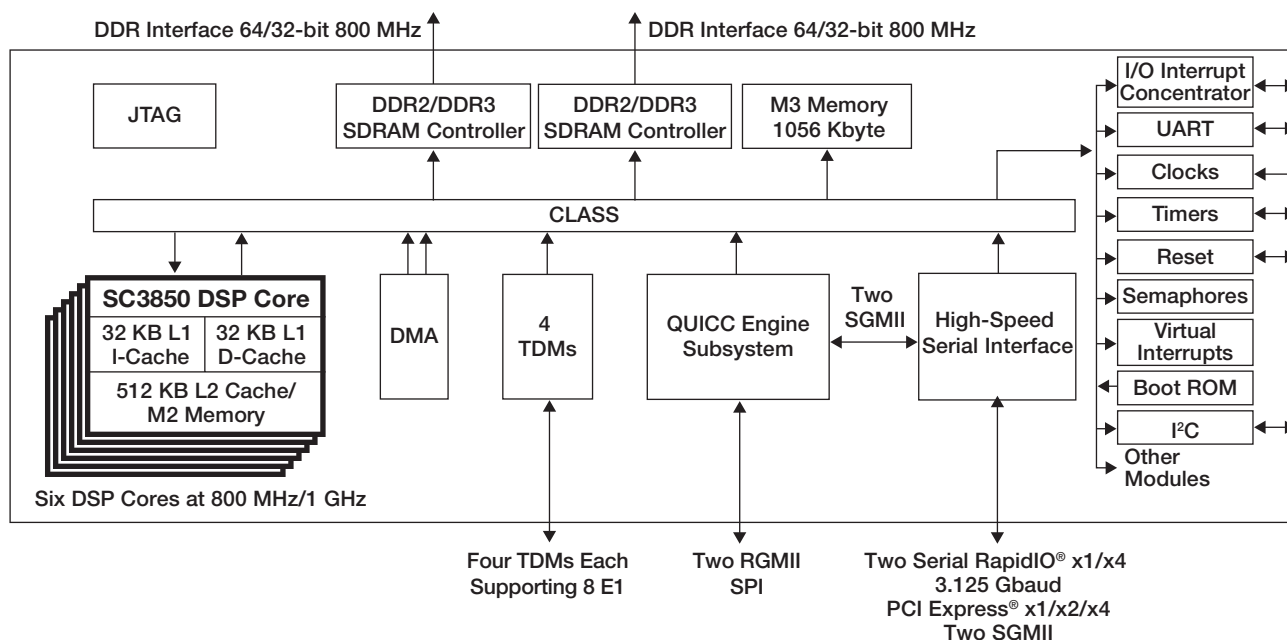 DDR Interface 64/32-bit 800 MHz
DDR Interface 64/32-bit 800 MHz
JTAG
DDR2/DDR3
SDRAM Controller
DDR2/DDR3
SDRAM Controller
M3 Memory
1056 Kbyte
I/O Interrupt
Concentrator
UART
Clocks
Timers
Reset
Semaphores
Virtual
Interrupts
Boot ROM
I²C
Other
Modules
CLASS
SC3850 DSP Core
32 KB L1
I-Cache
32 KB L1
D-Cache
512 KB L2 Cache/
M2 Memory
Six DSP Cores at 800 MHz/1 GHz
DMA
4
TDMs
QUICC Engine
Subsystem
Two
SGMII
High-Speed
Serial Interface
Four TDMs Each
Supporting 8 E1
Two RGMII
SPI
Two Serial RapidIO® x1/x4
3.125 Gbaud
PCI Express® x1/x2/x4
Two SGMII